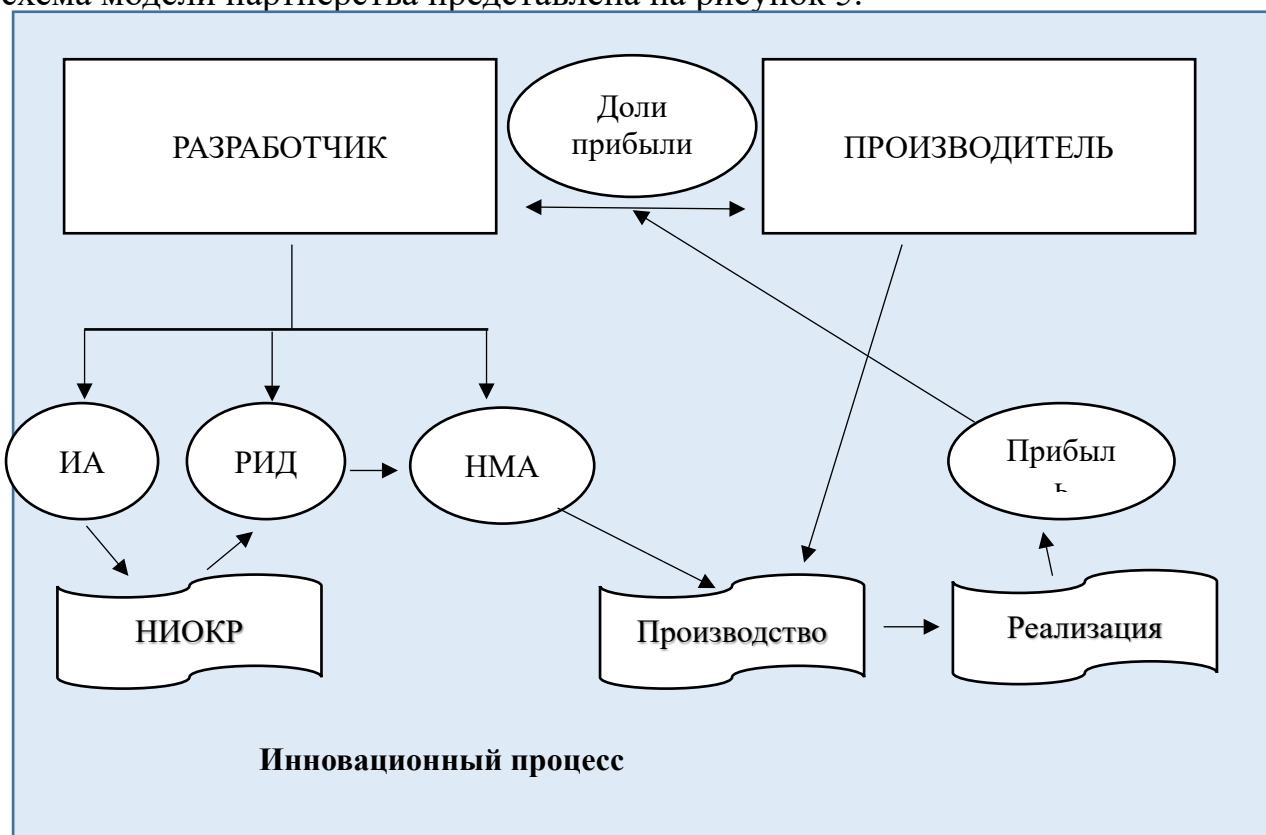 схема модели партнерства представлена на рисунок 5.
Доли
прибыли
РАЗРАБОТЧИК
ПРОИЗВОДИТЕЛЬ
ИА
РИД
НМА
Прибыл
ь
НИОКР
Производство
Реализация
Инновационный процесс